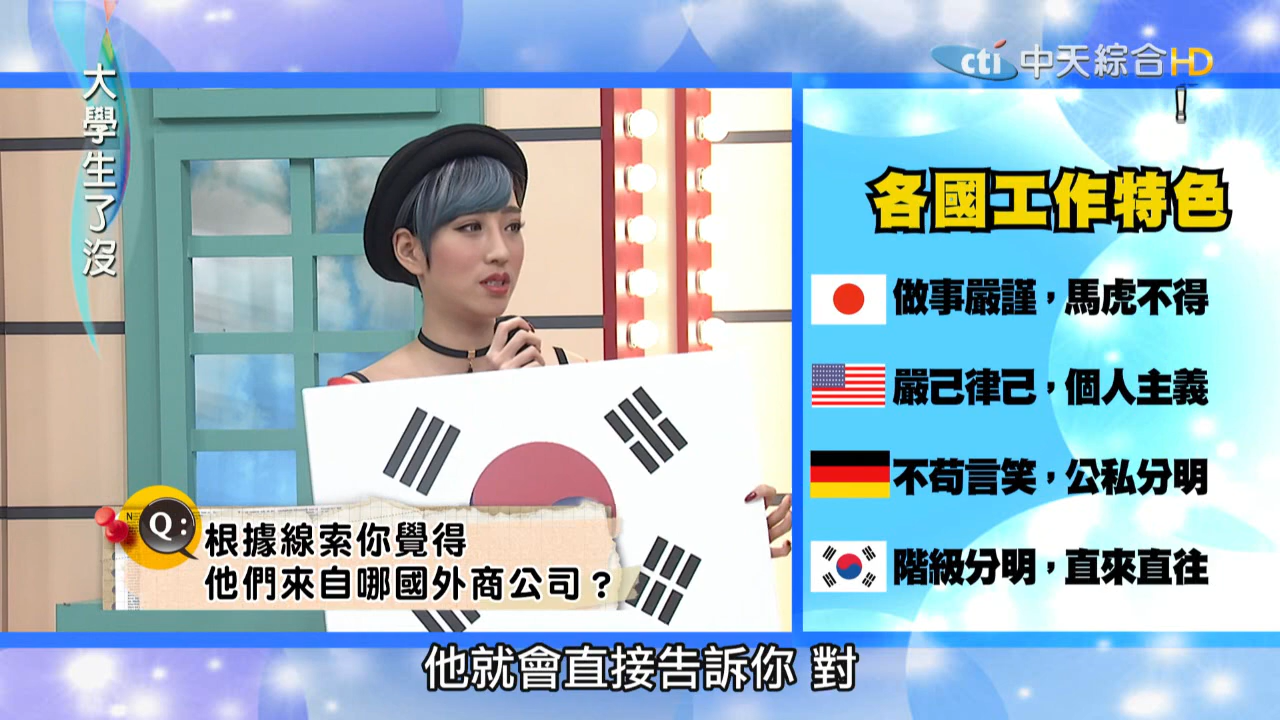 大學生了沒
cti 中天綜合HD
各國工作特色
做事嚴謹，馬虎不得
嚴己律己，個人主義
不苟言笑，公私分明
階級分明，直來直往
Q:
根據線索你覺得
他們來自哪國外商公司？
他就會直接告訴你 對